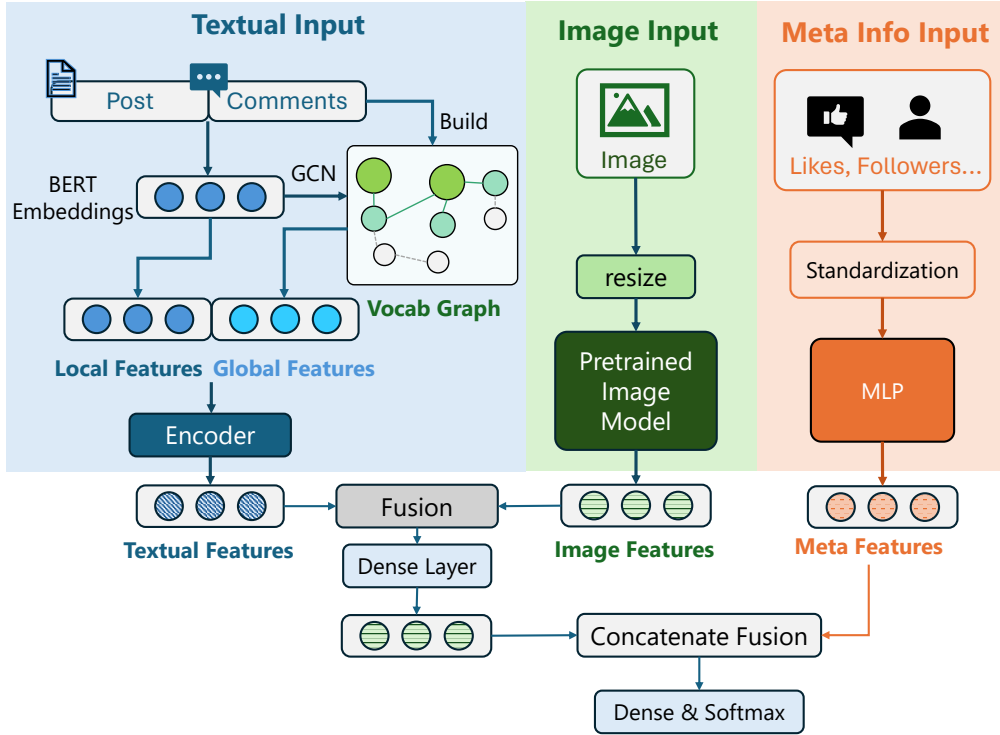 Textual Input
Image Input
Meta Info Input
Post
Comments
Build
Image
Likes, Followers...
BERT
Embeddings
GCN
resize
Standardization
Vocab Graph
Local Features
Global Features
Pretrained
Image
Model
MLP
Encoder
Fusion
Textual Features
Image Features
Meta Features
Dense Layer
Concatenate Fusion
Dense & Softmax